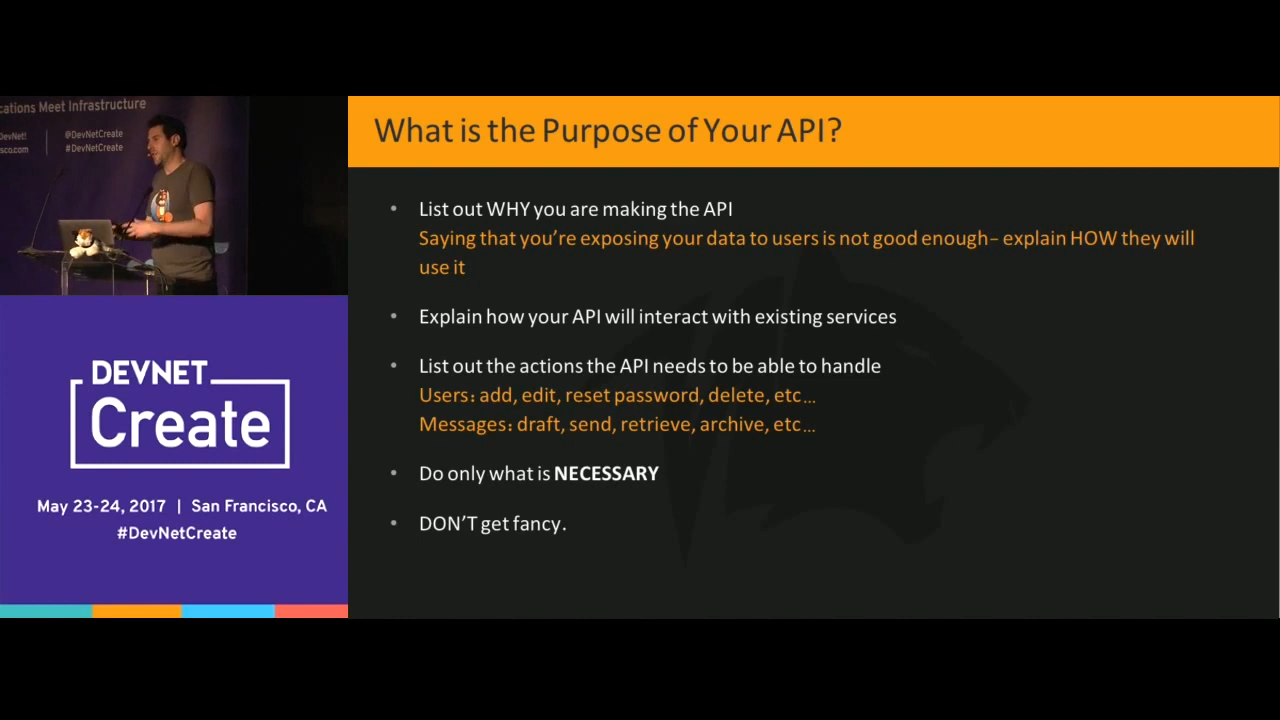 cations Meet Infrastructure
DevNet!
sco.com
@DevNetCreate
#DevNetCreate
What is the Purpose of Your API?
• List out WHY you are making the API
Saying that you’re exposing your data to users is not good enough– explain HOW they will
use it
• Explain how your API will interact with existing services
• List out the actions the API needs to be able to handle
Users: add, edit, reset password, delete, etc…
Messages: draft, send, retrieve, archive, etc…
• Do only what is NECESSARY
• DON’T get fancy.
DEVNET
Create
May 23-24, 2017 | San Francisco, CA
#DevNetCreate